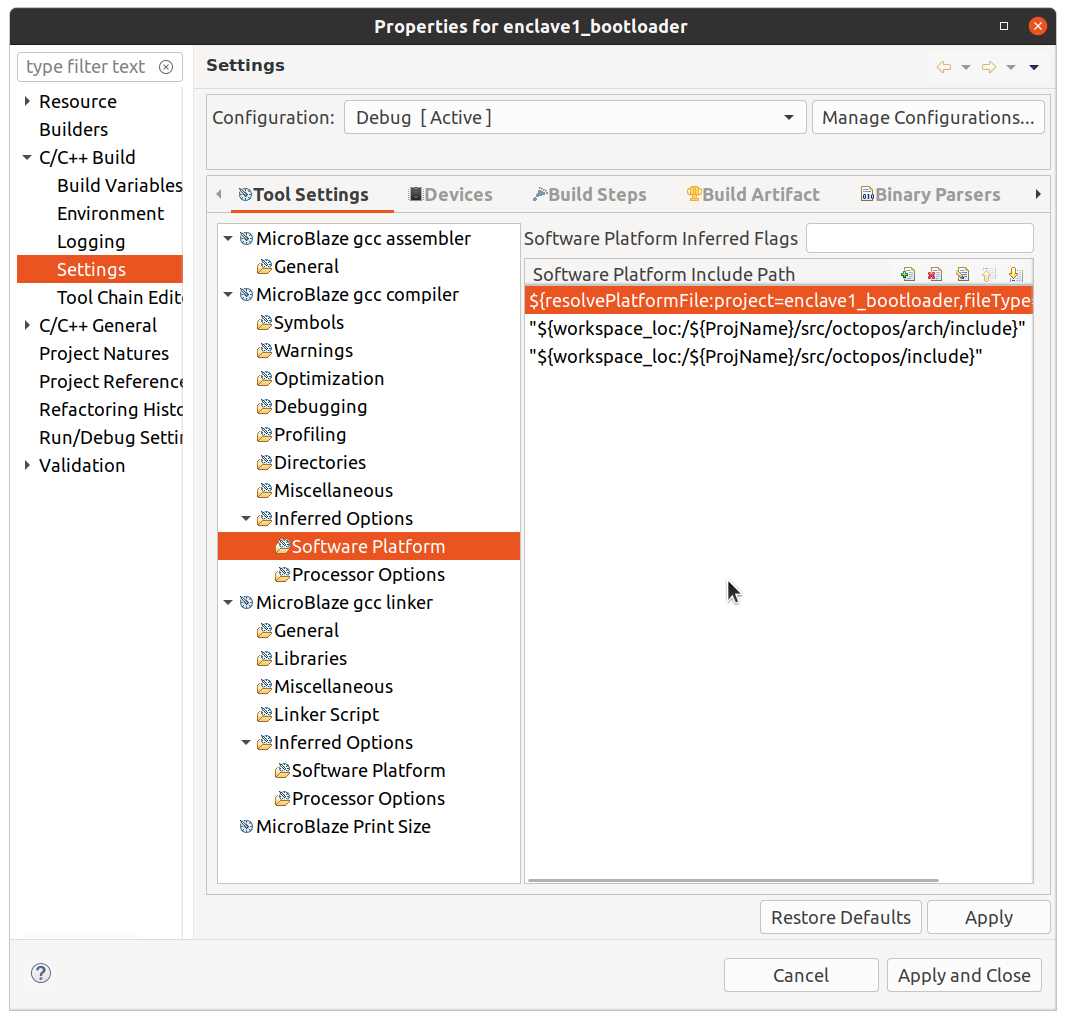 Properties for enclave1_bootloader
type filter text
Resource
Builders
C/C++ Build
Build Variables
Environment
Logging
Settings
Tool Chain Edit
C/C++ General
Project Natures
Project Reference
Refactoring Histo
Run/Debug Settin
Validation
Settings
Configuration: Debug [ Active ] Manage Configurations...
Tool Settings Devices Build Steps Build Artifact Binary Parsers
MicroBlaze gcc assembler
General
MicroBlaze gcc compiler
Symbols
Warnings
Optimization
Debugging
Profiling
Directories
Miscellaneous
Inferred Options
Software Platform
Processor Options
MicroBlaze gcc linker
General
Libraries
Miscellaneous
Linker Script
Inferred Options
Software Platform
Processor Options
MicroBlaze Print Size
Software Platform Inferred Flags
Software Platform Include Path
${resolvePlatformFile:project=enclave1_bootloader,fileType=
"${workspace_loc:/${ProjName}/src/octopos/arch/include}"
"${workspace_loc:/${ProjName}/src/octopos/include}"
Restore Defaults Apply
? Cancel Apply and Close